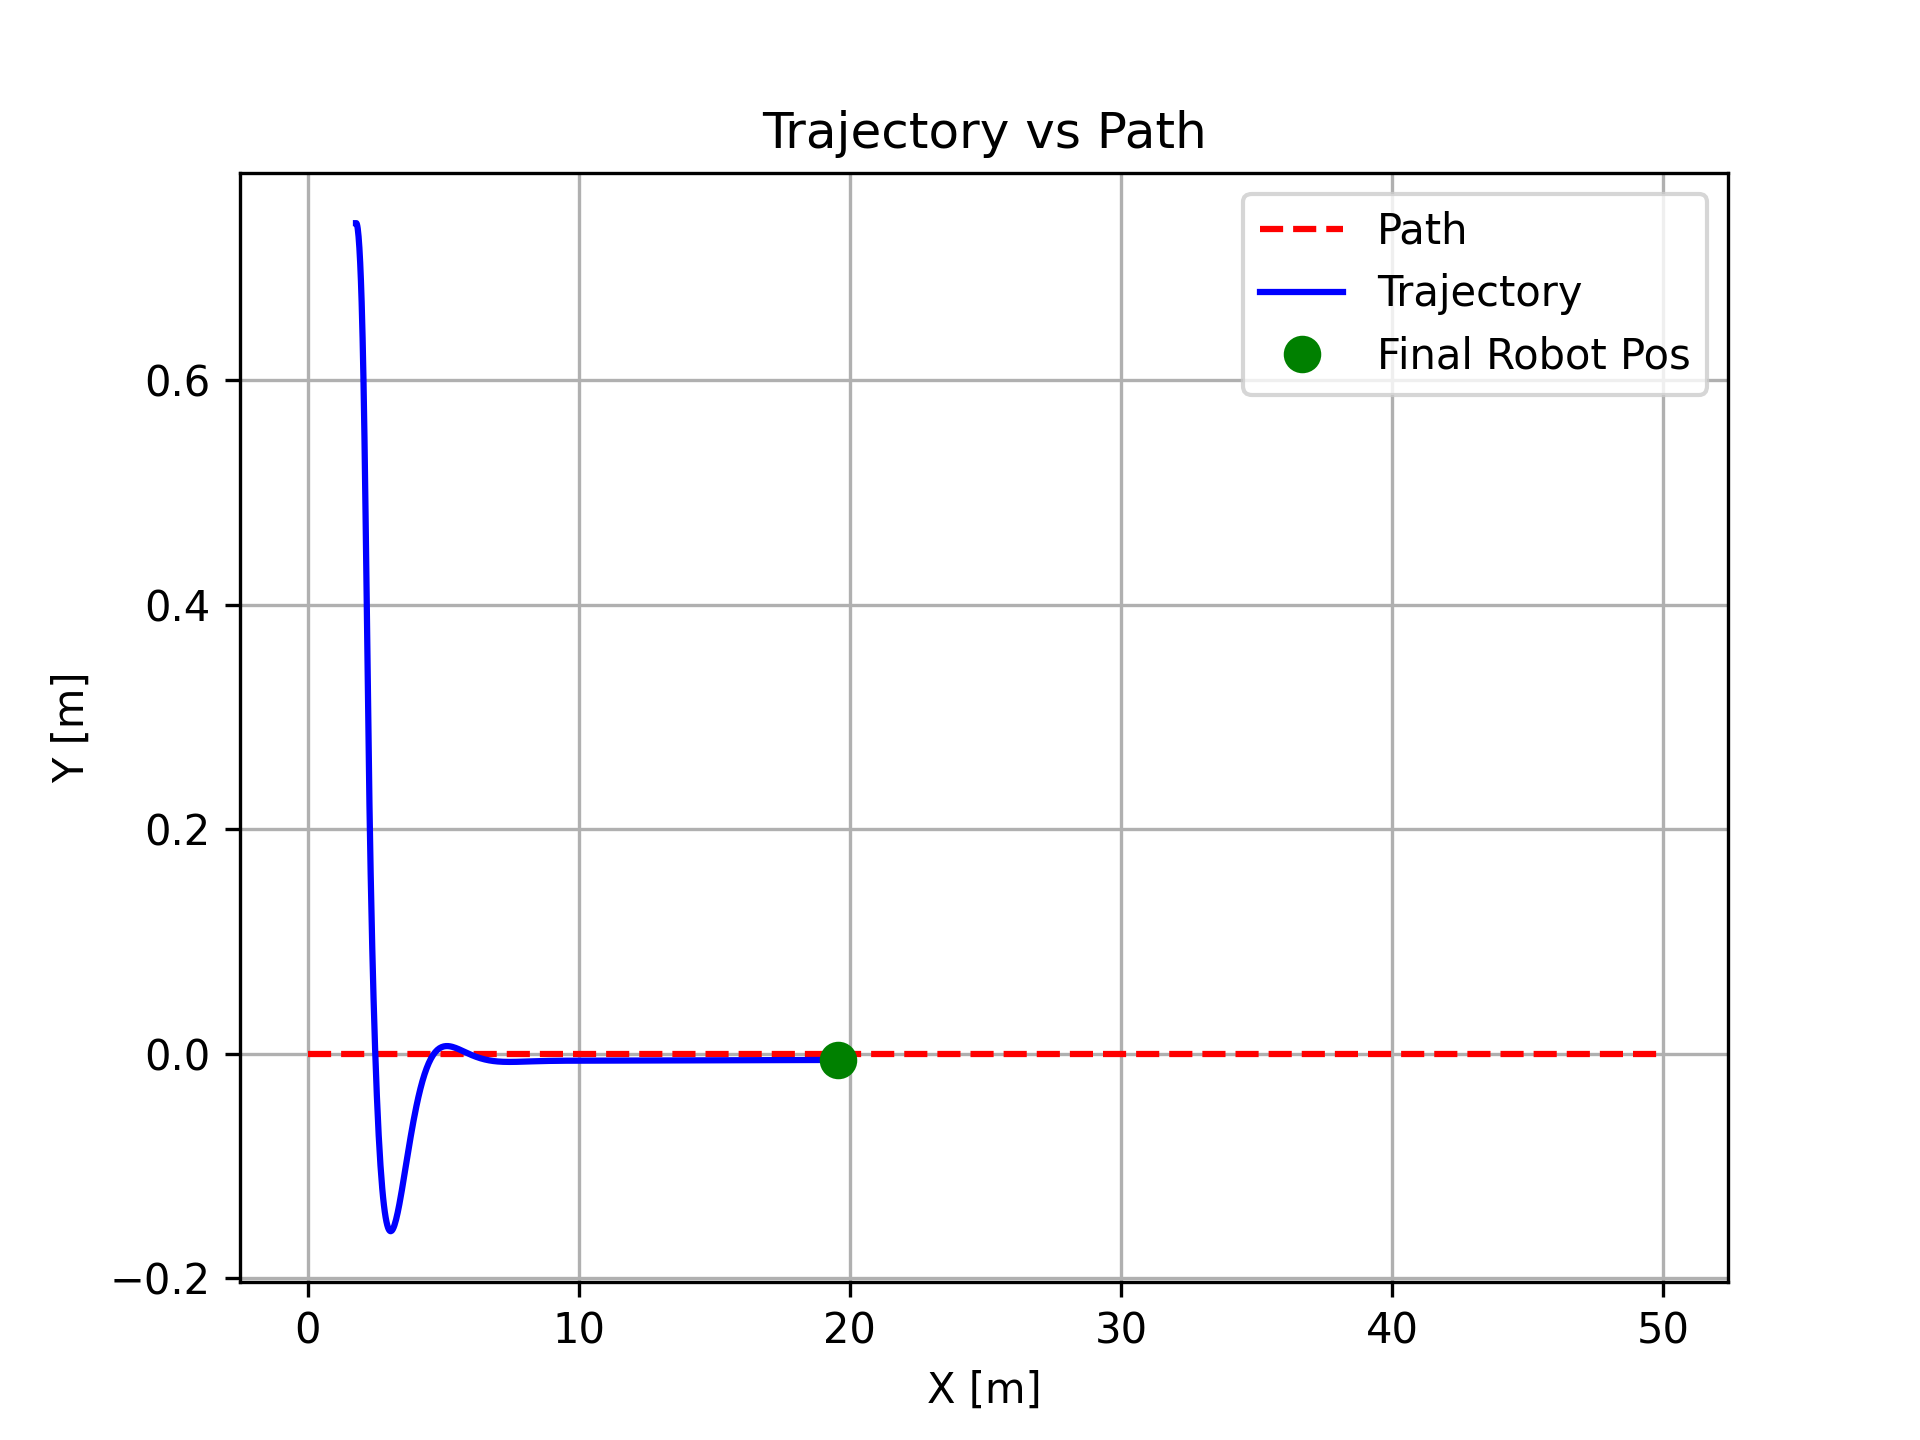 Trajectory vs Path
Path
Trajectory
Final Robot Pos
Y [m]
0.6
0.4
0.2
0.0
−0.2
0 10 20 30 40 50
X [m]